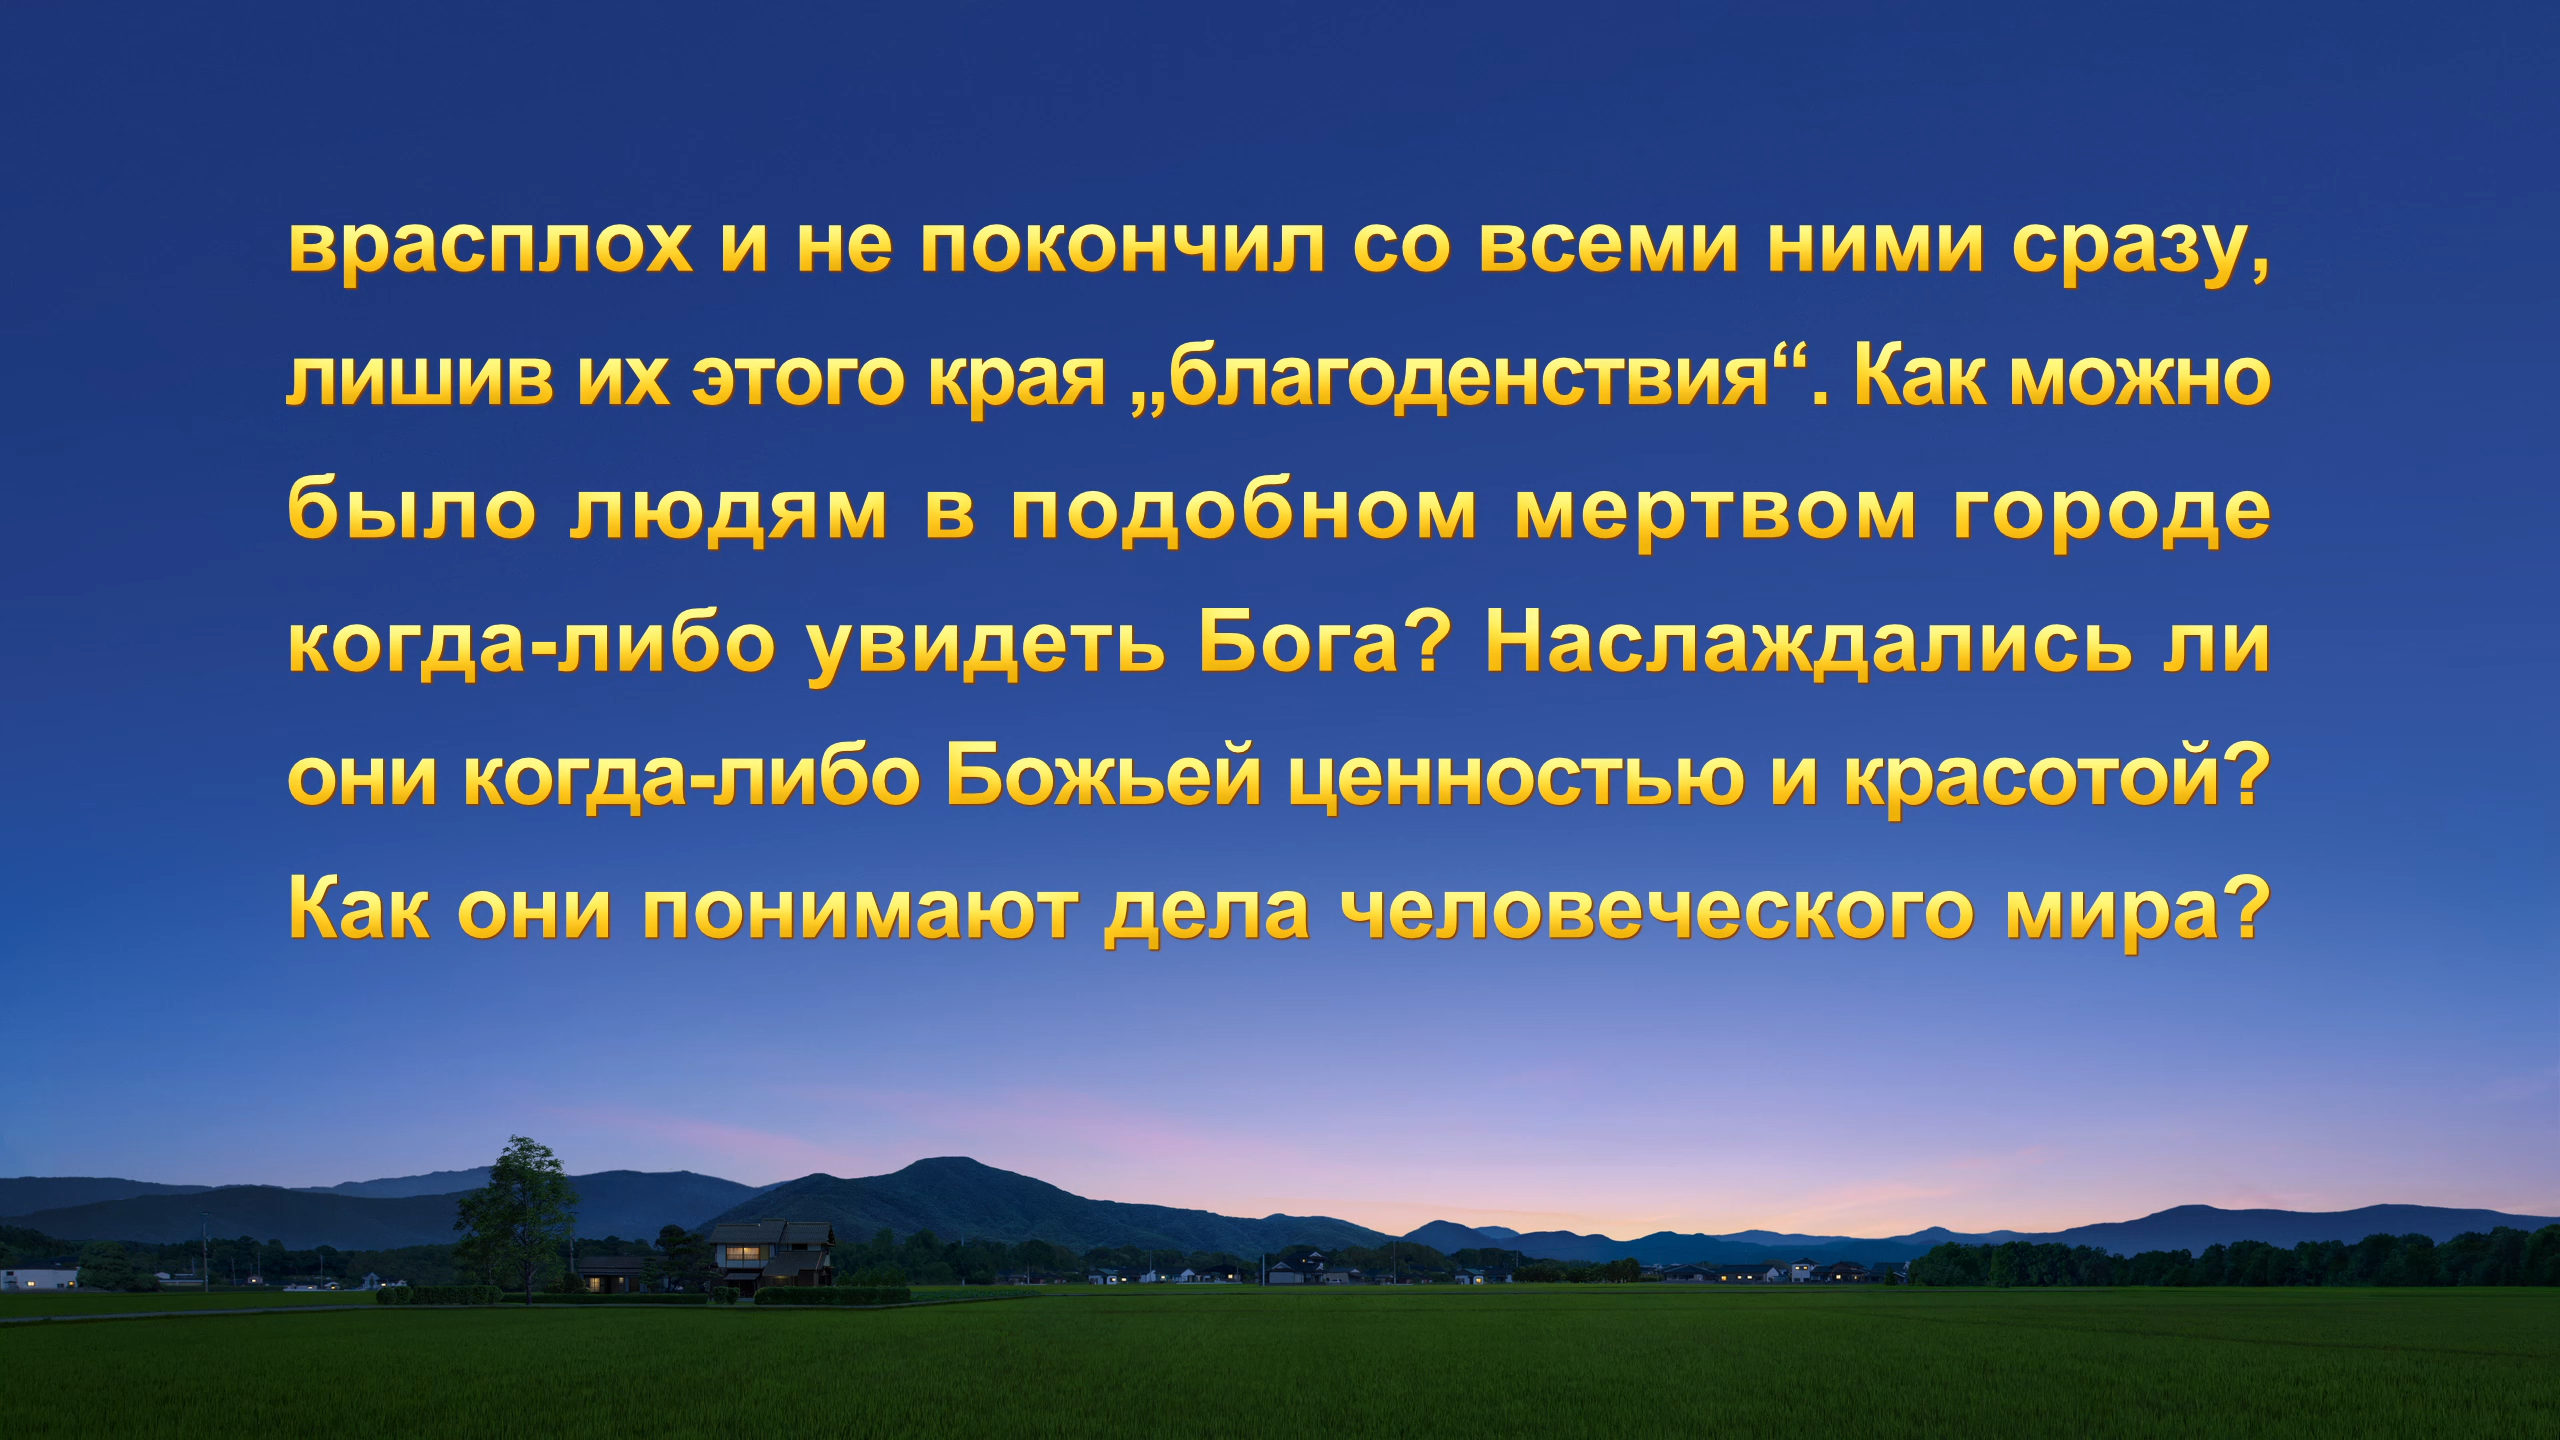 врасплох и не покончил со всеми ними сразу,
лишив их этого края „благоденствия“. Как можно
было людям в подобном мертвом городе
когда-либо увидеть Бога? Наслаждались ли
они когда-либо Божьей ценностью и красотой?
Как они понимают дела человеческого мира?